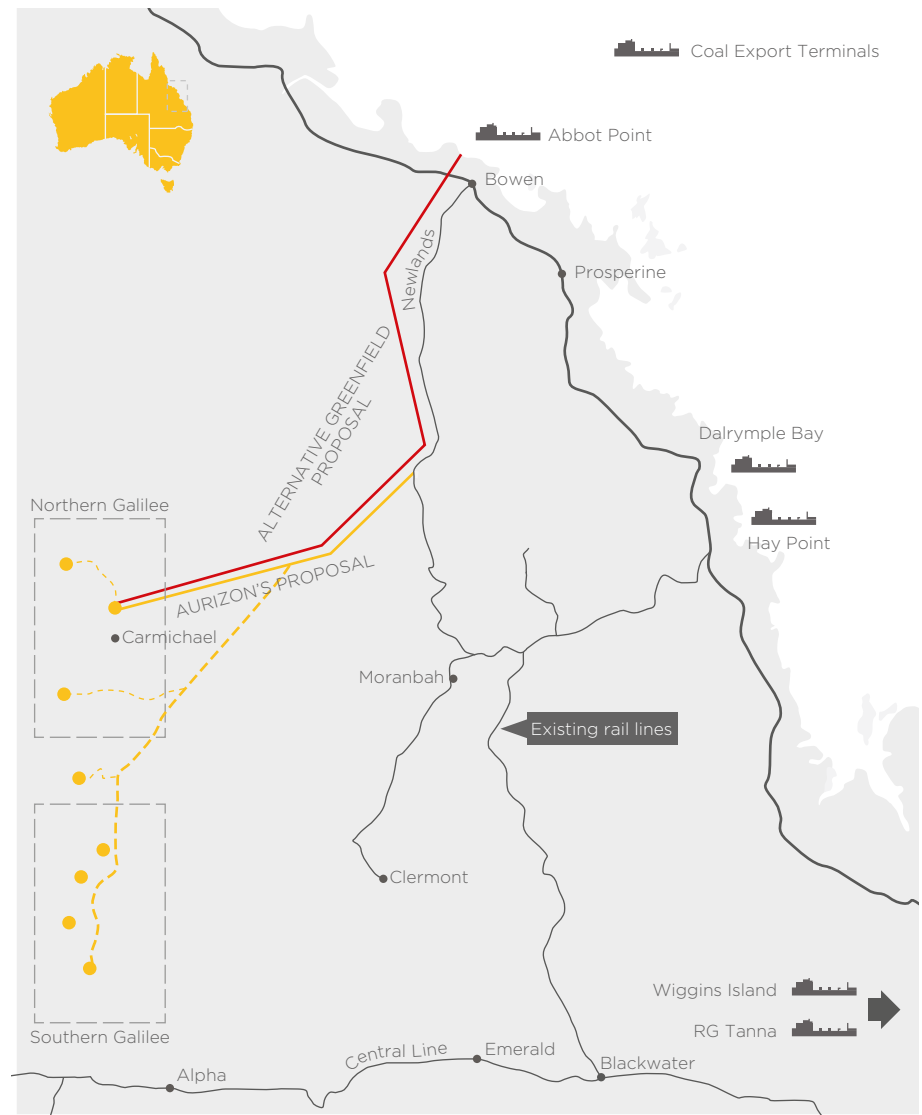 Coal Export Terminals
Abbot Point
Bowen
Newlands
Prosperine
ALTERNATIVE GREENFIELD
PROPOSAL
Dalrymple Bay
Northern Galilee
Hay Point
AURIZON'S PROPOSAL
Carmichael
Moranbah
Existing rail lines
Clermont
Wiggins Island
RG Tanna
Southern Galilee
Central Line
Emerald
Blackwater
Alpha